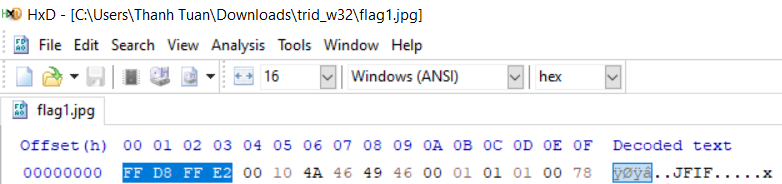 HxD - [C:\Users\Thanh Tuan\Downloads\trid_w32\flag1.jpg]
File Edit Search View Analysis Tools Window Help
16 Windows (ANSI) hex
flag1.jpg
Offset(h) 00 01 02 03 04 05 06 07 08 09 0A 0B 0C 0D 0E 0F Decoded text
00000000 FF D8 FF E2 00 10 4A 46 49 46 00 01 01 01 00 78 ÿØÿâ..JFIF.....x